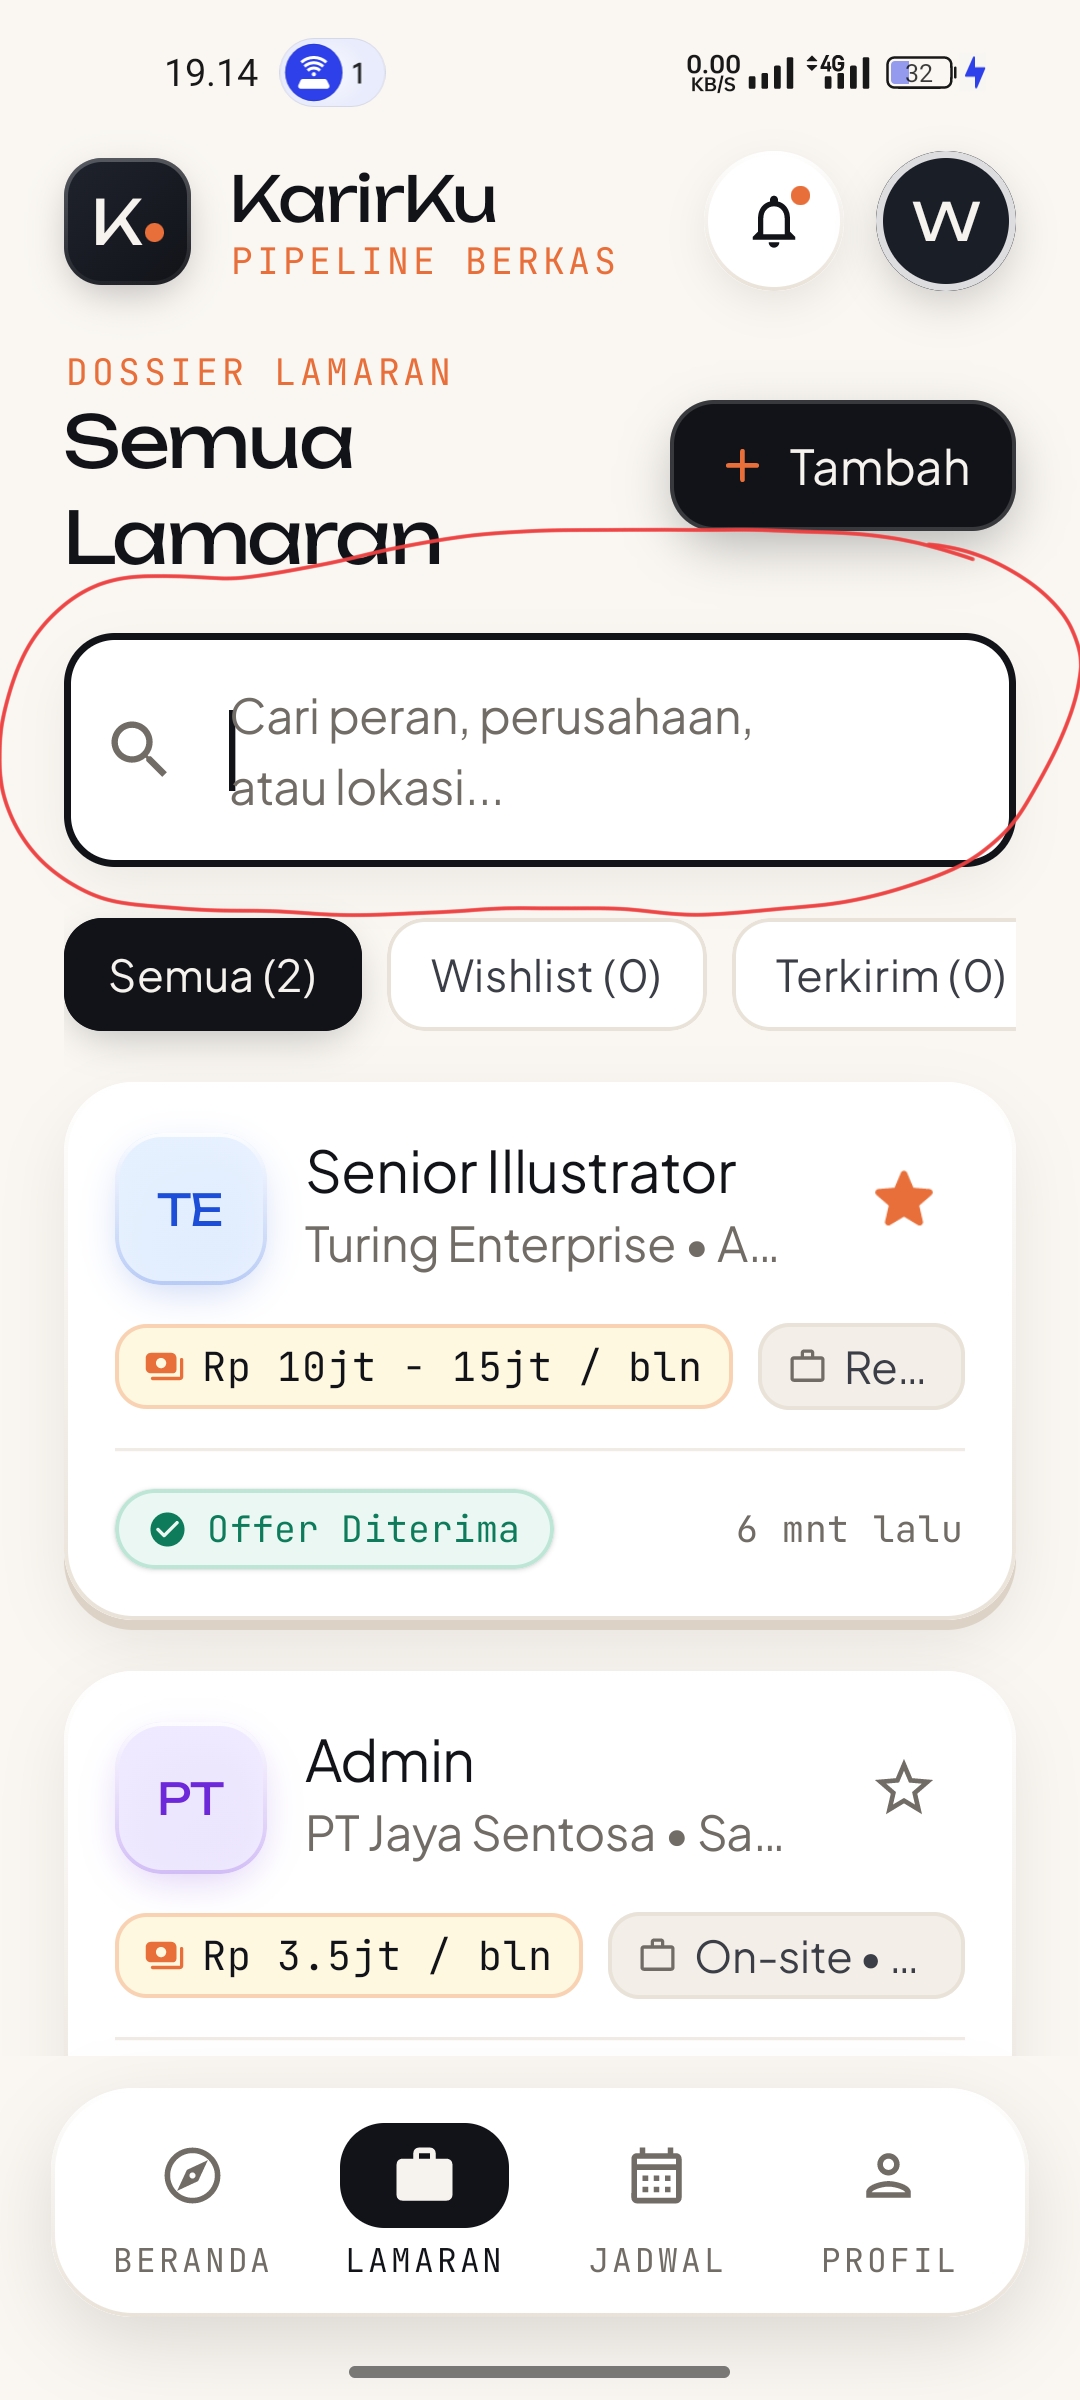 19.14
1
0.00
KB/S
4G
32
K.
KarirKu
PIPELINE BERKAS
W
DOSSIER LAMARAN
Semua
Lamaran
+ Tambah
Cari peran, perusahaan,
atau lokasi...
Semua (2)
Wishlist (0)
Terkirim (0)
TE
Senior Illustrator
Turing Enterprise • A...
Rp 10jt - 15jt / bln
Re...
Offer Diterima
6 mnt lalu
PT
Admin
PT Jaya Sentosa • Sa...
Rp 3.5jt / bln
On-site • ...
BERANDA
LAMARAN
JADWAL
PROFIL